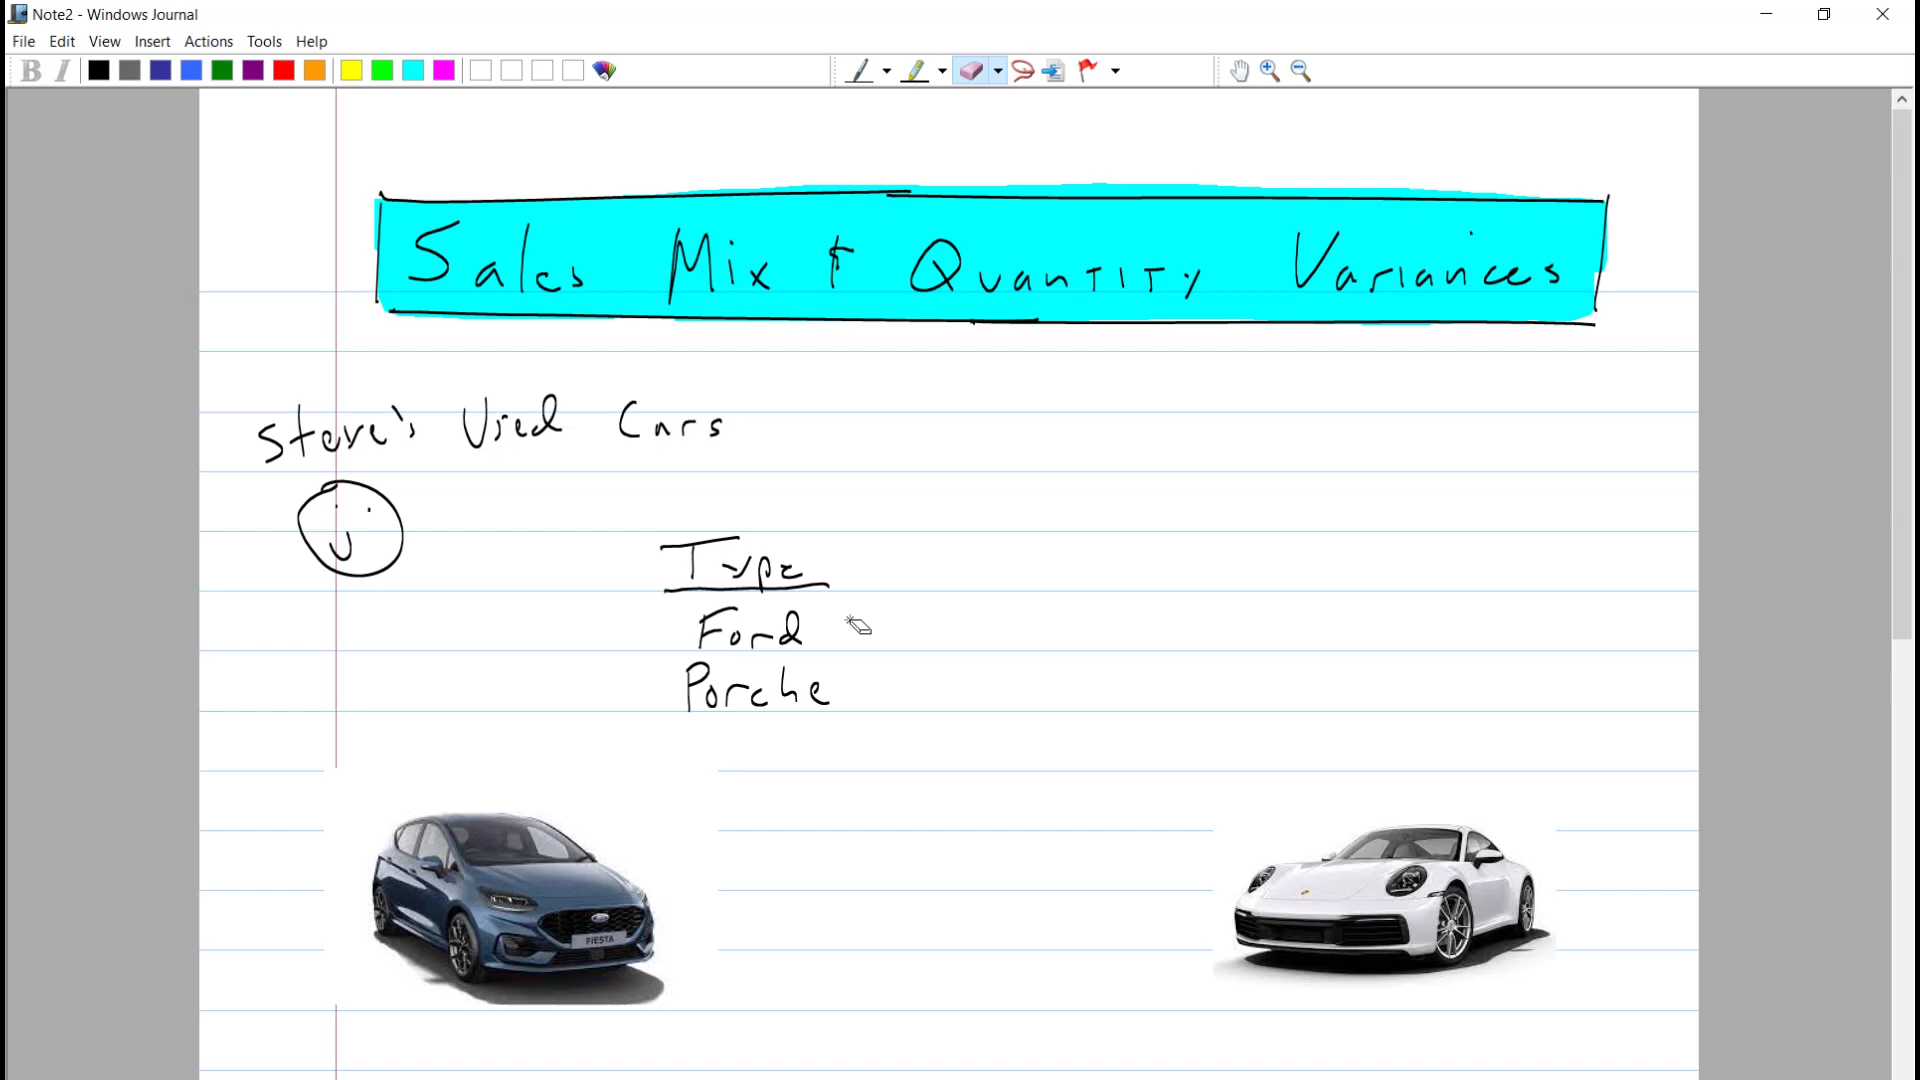 Note2 - Windows Journal
File Edit View Insert Actions Tools Help
B I
Sales Mix + Quantity Variances
Steve's Used Cars
Type
Ford
Porche
FIESTA